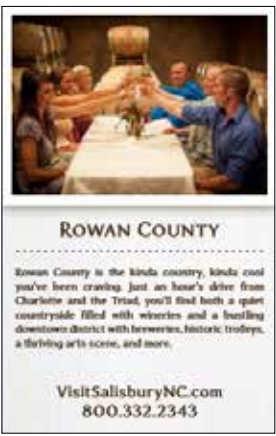 ROWAN COUNTY
Rowan County is the kinda country, kinda cool
you've been craving. Just an hour's drive from
Charlotte and the Triad, you'll find both a quiet
countryside filled with wineries and a bustling
downtown district with breweries, historic trolleys,
a thriving arts scene, and more.
VisitSalisburyNC.com
800.332.2343